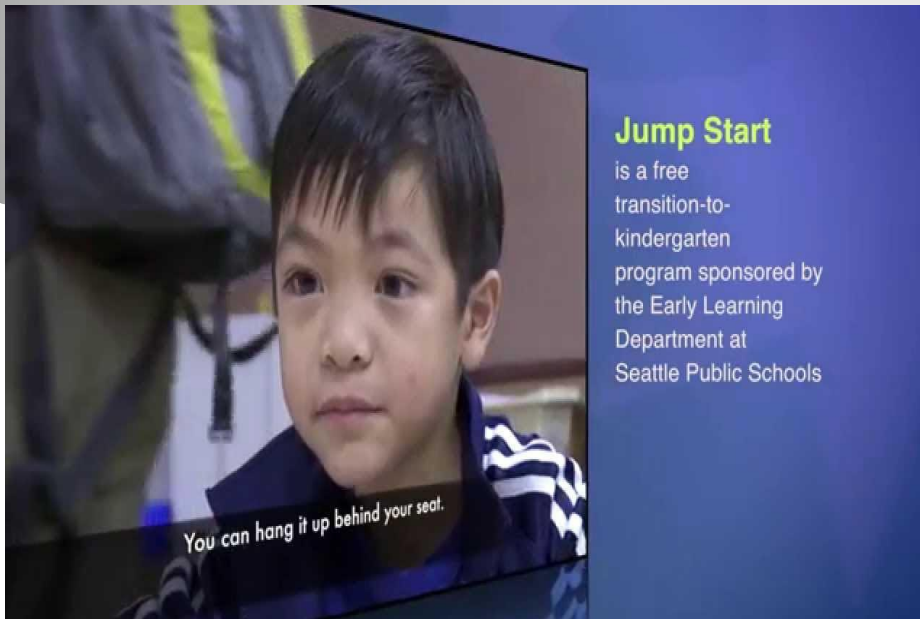 Jump Start
is a free
transition-to-
kindergarten
program sponsored by
the Early Learning
Department at
Seattle Public Schools
You can hang it up behind your seat.